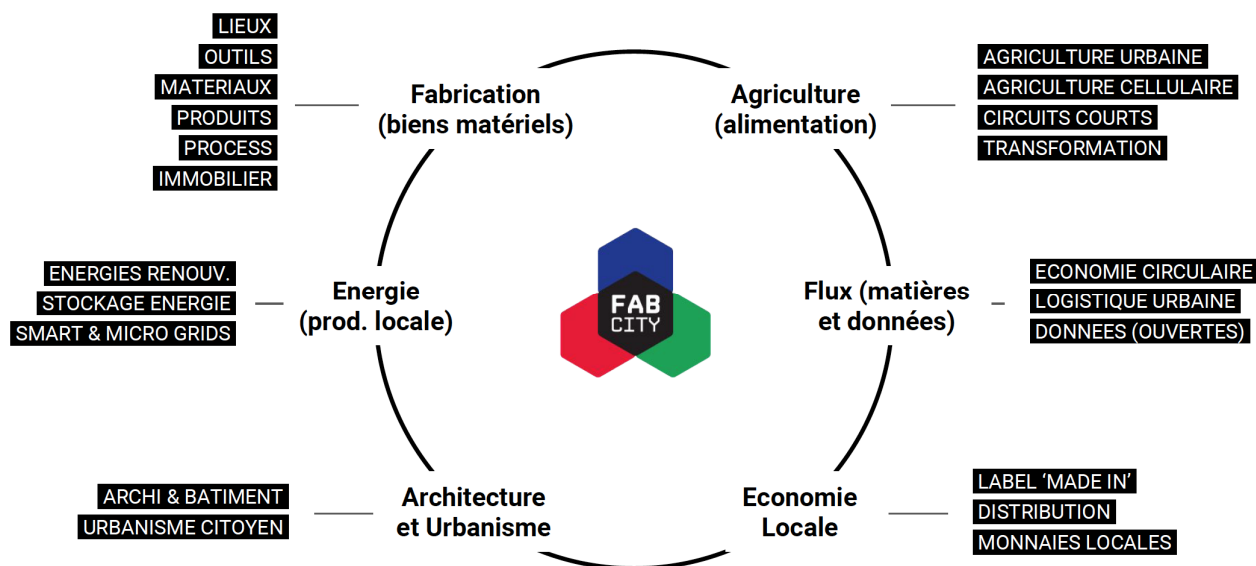 LIEUX
OUTILS
MATERIAUX
PRODUITS
PROCESS
IMMOBILIER
Fabrication
(biens matériels)
Agriculture
(alimentation)
AGRICULTURE URBAINE
AGRICULTURE CELLULAIRE
CIRCUITS COURTS
TRANSFORMATION
ENERGIES RENOUV.
STOCKAGE ENERGIE
SMART & MICRO GRIDS
Energie
(prod. locale)
FAB
CITY
Flux (matières
et données)
ECONOMIE CIRCULAIRE
LOGISTIQUE URBAINE
DONNEES (OUVERTES)
ARCHI & BATIMENT
URBANISME CITOYEN
Architecture
et Urbanisme
Economie
Locale
LABEL ‘MADE IN’
DISTRIBUTION
MONNAIES LOCALES